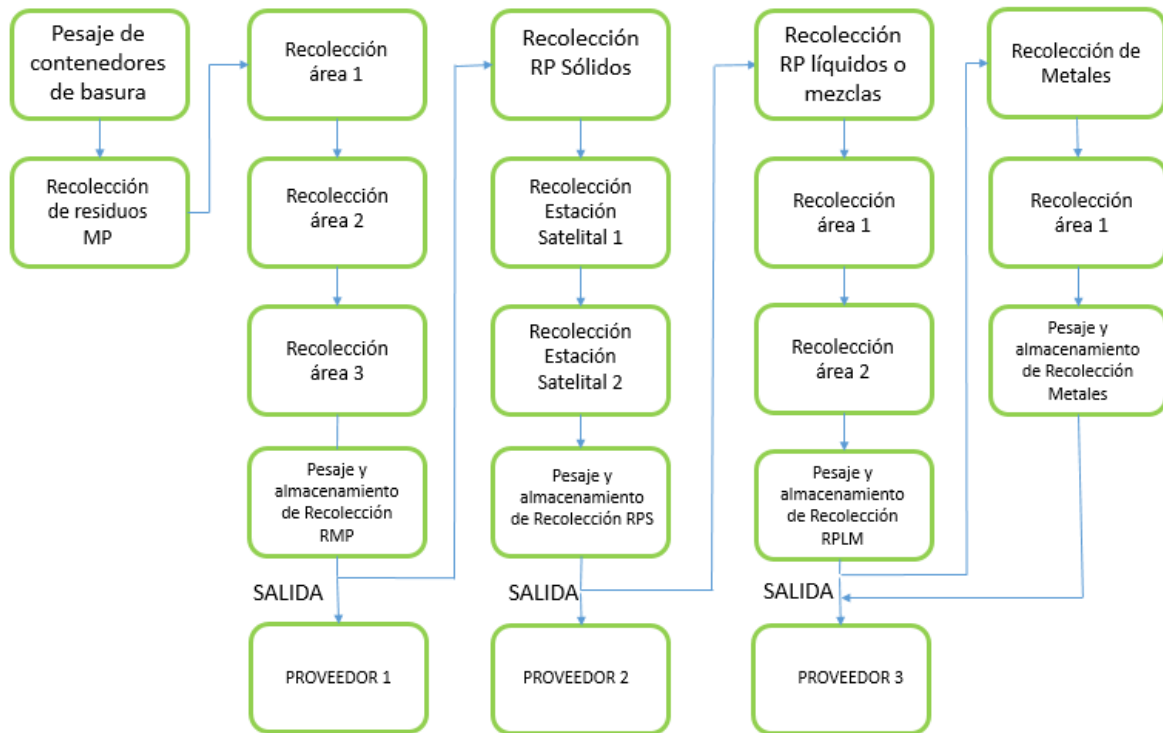 Pesaje de
contenedores
de basura
Recolección
de residuos
MP
Recolección
área 1
Recolección
área 2
Recolección
área 3
Pesaje y
almacenamiento
de Recolección
RMP
SALIDA
PROVEEDOR 1
Recolección
RP Sólidos
Recolección
Estación
Satelital 1
Recolección
Estación
Satelital 2
Pesaje y
almacenamiento
de Recolección RPS
SALIDA
PROVEEDOR 2
Recolección
RP líquidos o
mezclas
Recolección
área 1
Recolección
área 2
Pesaje y
almacenamiento
de Recolección
RPLM
SALIDA
PROVEEDOR 3
Recolección de
Metales
Recolección
área 1
Pesaje y
almacenamiento
de Recolección
Metales